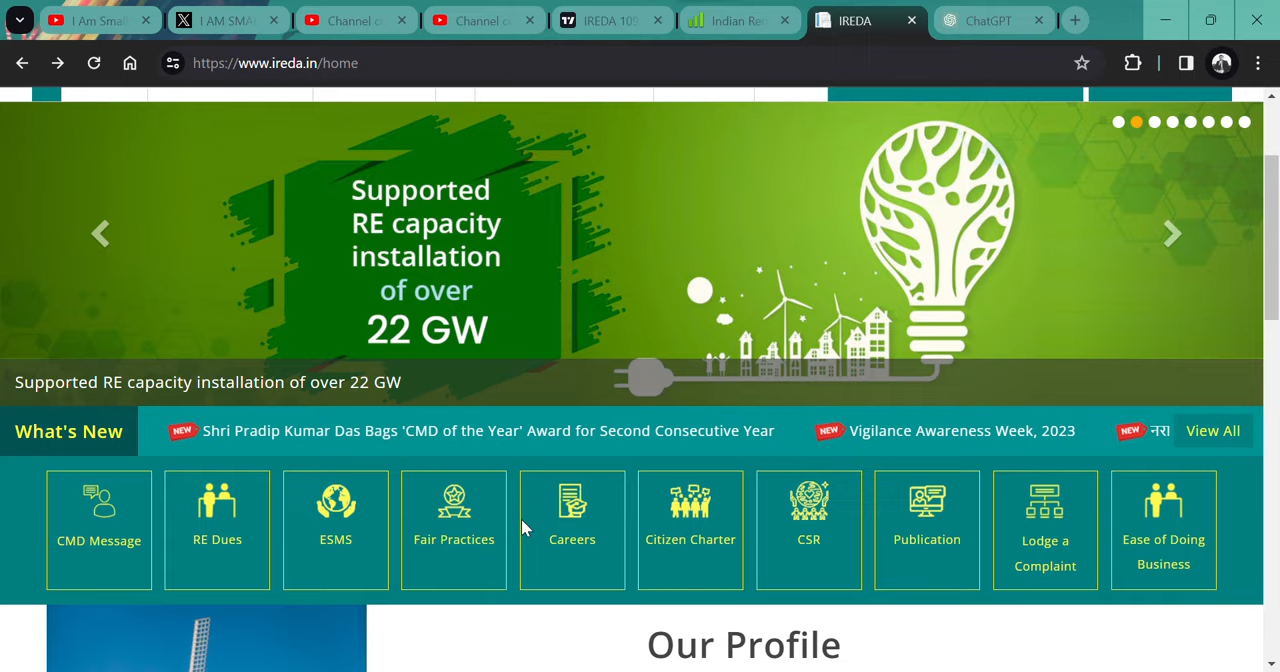 I Am Smal
I AM SMA
Channel c
Channel c
IREDA 109
Indian Re
IREDA
ChatGPT
https://www.ireda.in/home
Supported
RE capacity
installation
of over
22 GW
Supported RE capacity installation of over 22 GW
What's New
NEW Shri Pradip Kumar Das Bags 'CMD of the Year' Award for Second Consecutive Year NEW Vigilance Awareness Week, 2023 NEW नरा View All
CMD Message
RE Dues
ESMS
Fair Practices
Careers
Citizen Charter
CSR
Publication
Lodge a
Complaint
Ease of Doing
Business
Our Profile